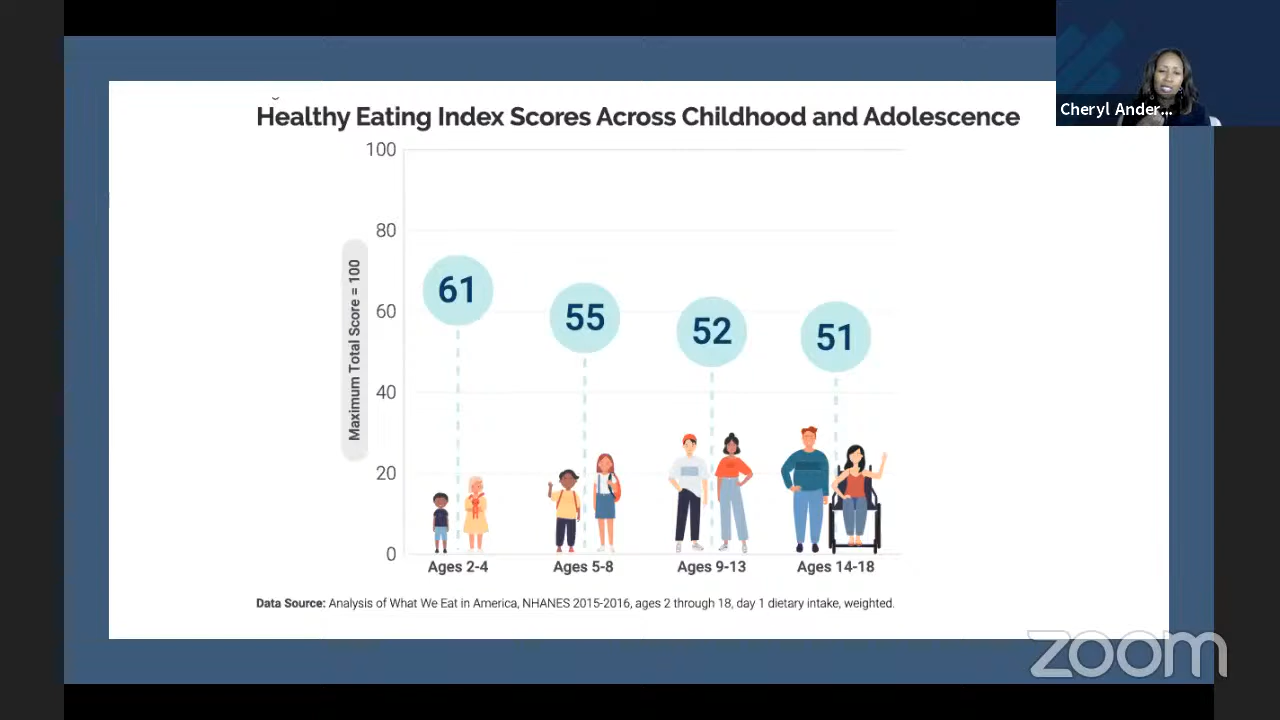 Healthy Eating Index Scores Across Childhood and Adolescence
Cheryl Ander...
100
80
60
40
20
0
Maximum Total Score = 100
61
55
52
51
Ages 2-4
Ages 5-8
Ages 9-13
Ages 14-18
Data Source: Analysis of What We Eat in America, NHANES 2015-2016, ages 2 through 18, day 1 dietary intake, weighted.
zoom